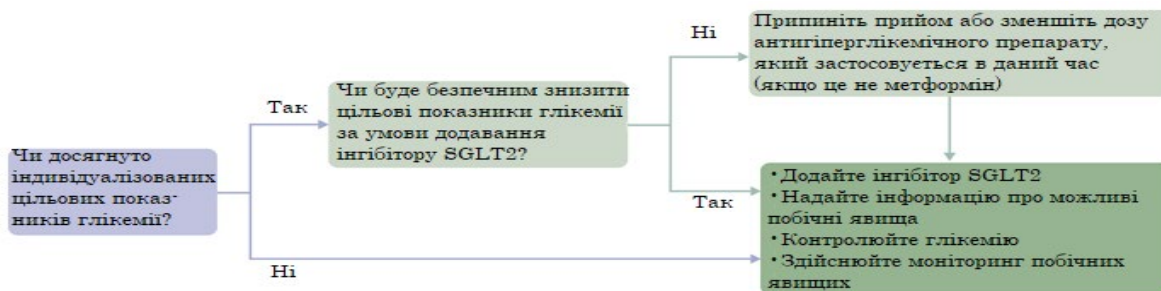 Чи досягнуто
індивідуалізованих
цільових показ-
ників глікемії?
Так
Ні
Чи буде безпечним знизити
цільові показники глікемії
за умови додавання
інгібітору SGLT2?
Ні
Так
Припиніть прийом або зменшіть дозу
антигіперглікемічного препарату,
який застосовується в даний час
(якщо це не метформін)
• Додайте інгібітор SGLT2
• Надайте інформацію про можливі
побічні явища
• Контролюйте глікемію
• Здійснюйте моніторинг побічних
явищих